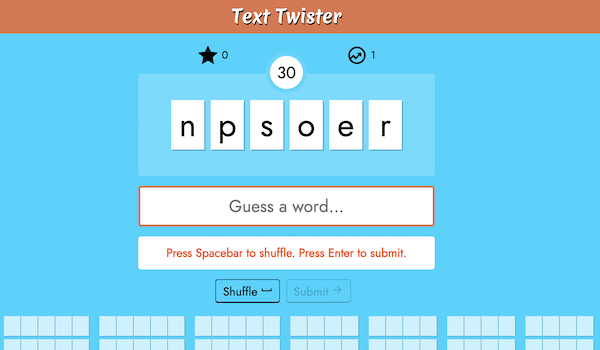 Text Twister
0
1
30
n p s o e r
Guess a word...
Press Spacebar to shuffle. Press Enter to submit.
Shuffle Submit